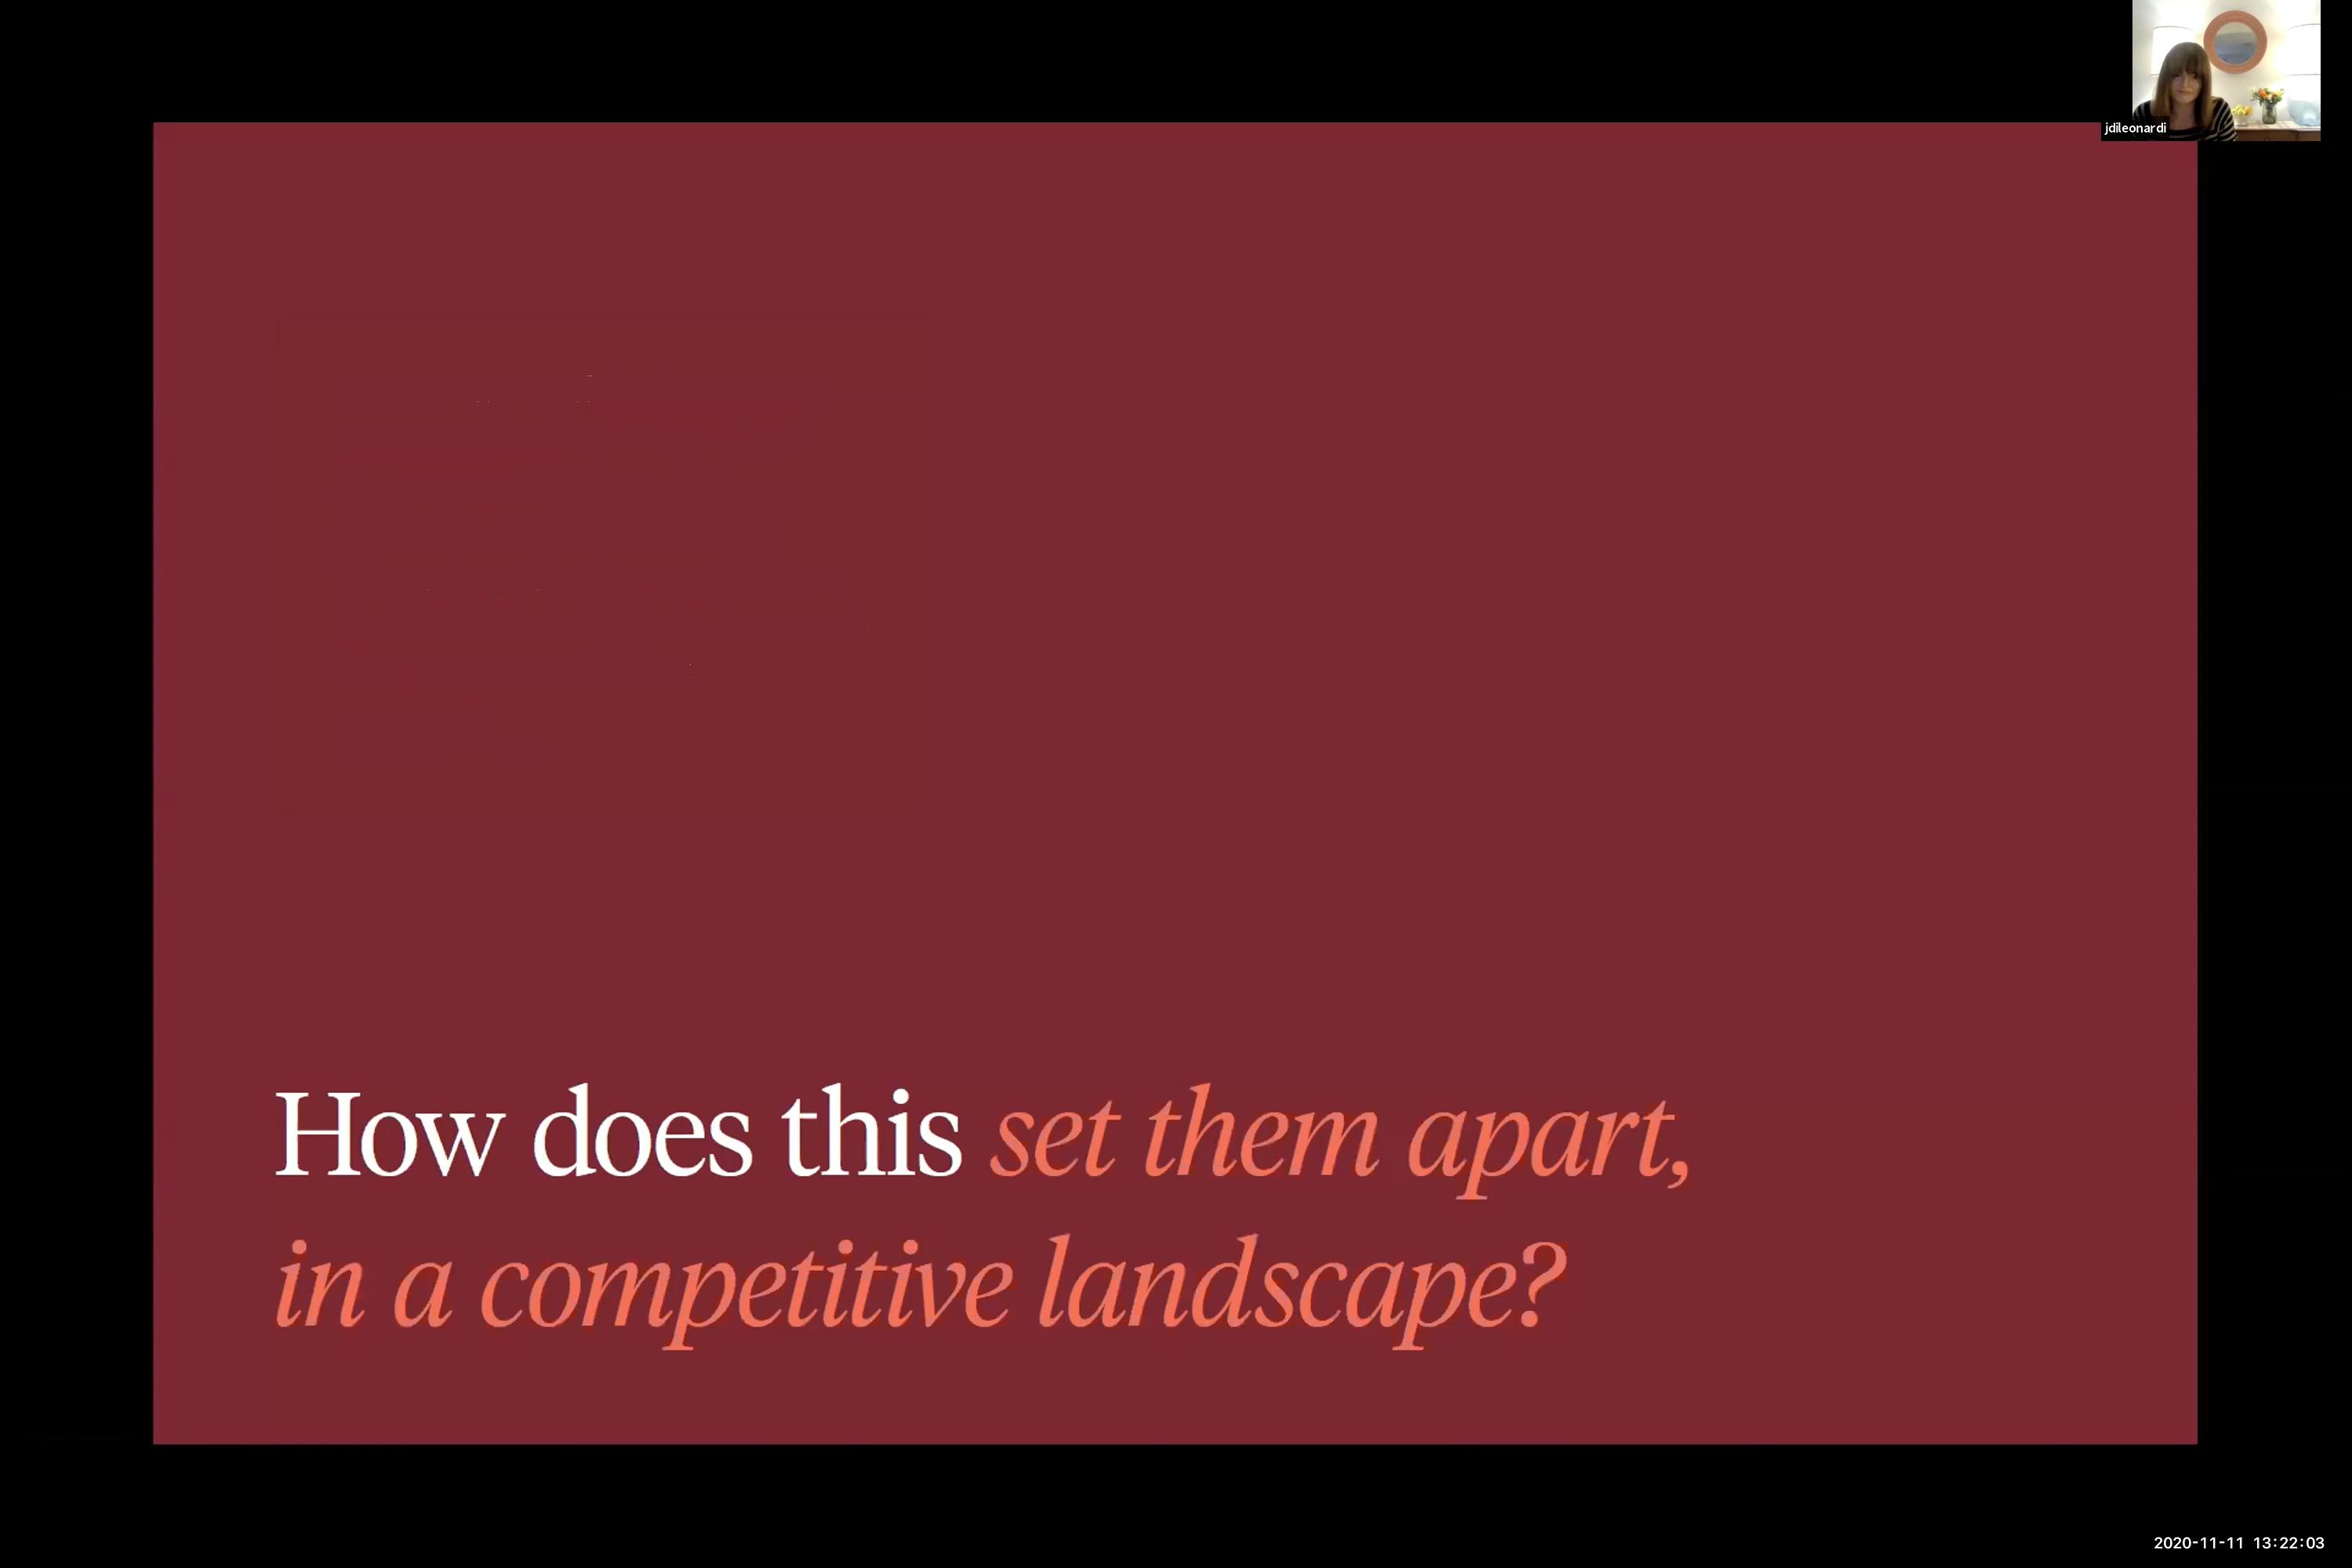 jdileonardi
How does this set them apart,
in a competitive landscape?
2020-11-11 13:22:03